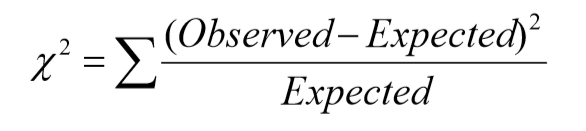 χ² = ∑ (Observed – Expected)² / Expected